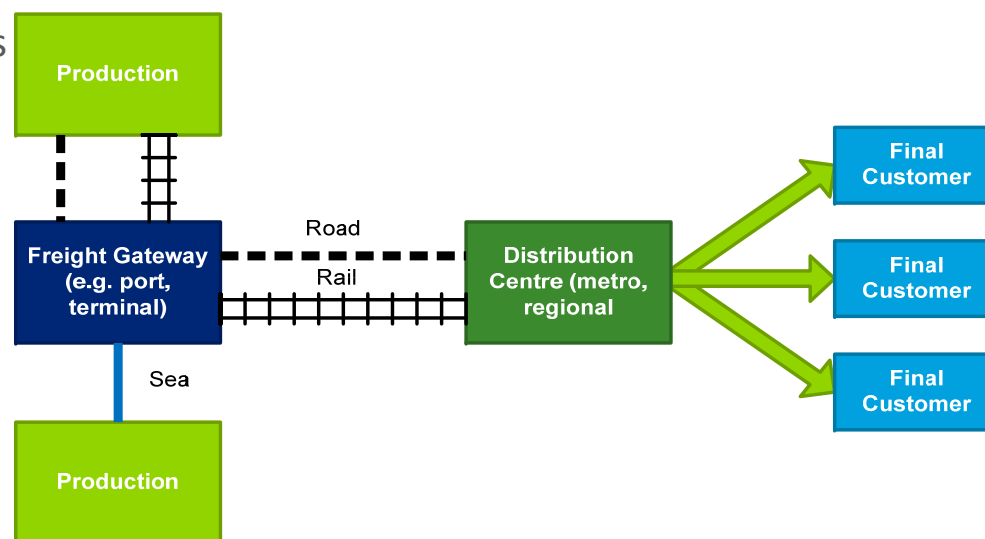 s
Production
Freight Gateway
(e.g. port,
terminal)
Road
Rail
Sea
Production
Distribution
Centre (metro,
regional
Final
Customer
Final
Customer
Final
Customer